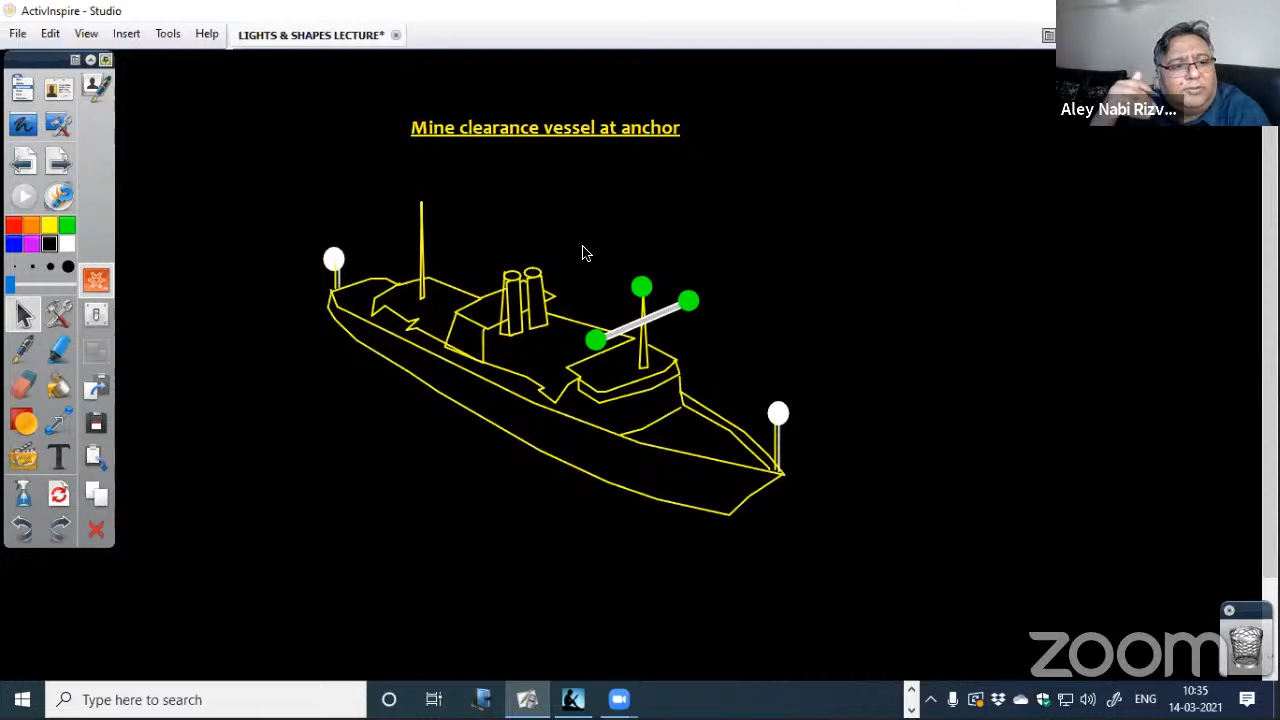 ActivInspire - Studio
File Edit View Insert Tools Help LIGHTS & SHAPES LECTURE*
Aley Nabi Rizv...
Mine clearance vessel at anchor
T
zoom
Type here to search
ENG
10:35
14-03-2021